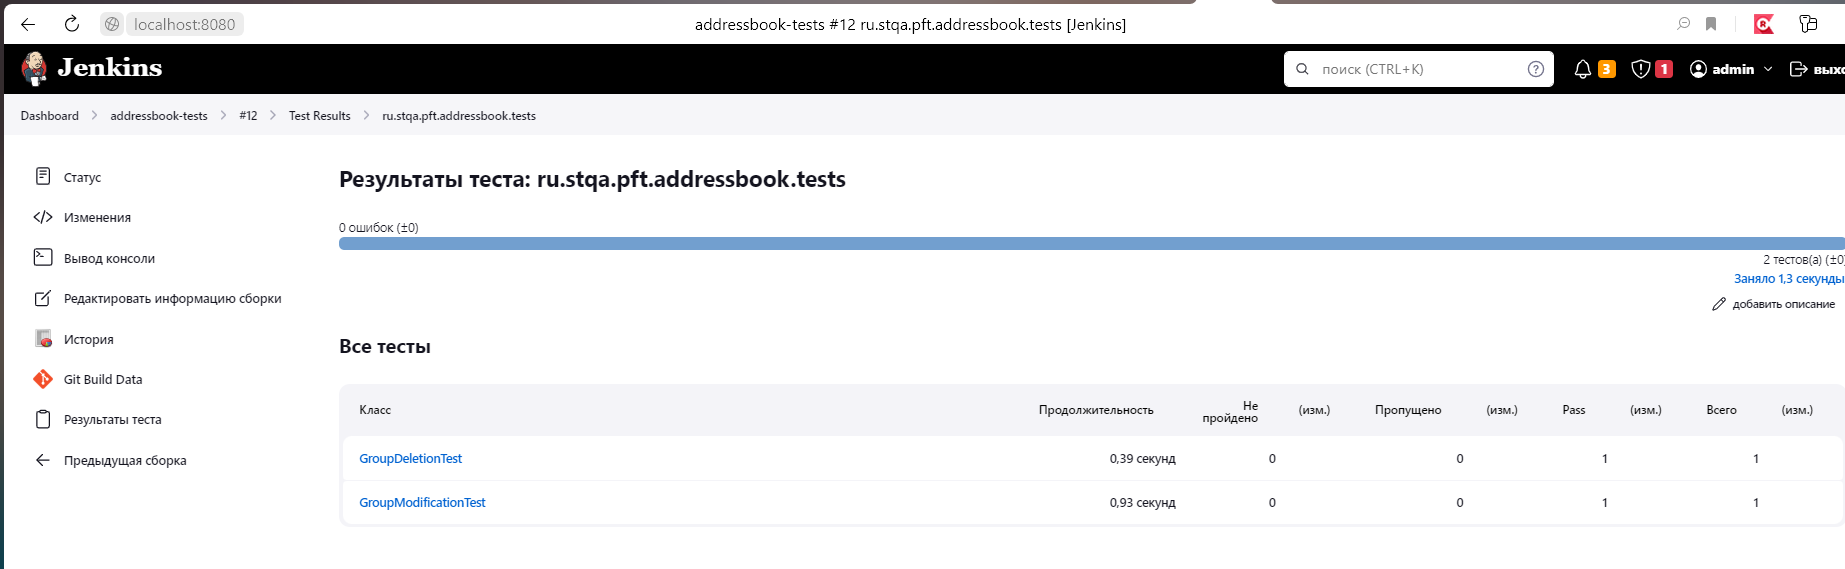 localhost:8080
addressbook-tests #12 ru.stqa.pft.addressbook.tests [Jenkins]
Jenkins
поиск (CTRL+K)
3
1
admin
Dashboard > addressbook-tests > #12 > Test Results > ru.stqa.pft.addressbook.tests
Статус
Изменения
Вывод консоли
Редактировать информацию сборки
История
Git Build Data
Результаты теста
Предыдущая сборка
Результаты теста: ru.stqa.pft.addressbook.tests
0 ошибок (±0)
2 тестов(а) (±0)
Заняло 1,3 секунды
добавить описание
Все тесты
Класс Продолжительность Не пройдено (изм.) Пропущено (изм.) Pass (изм.) Всего (изм.)
GroupDeletionTest 0,39 секунд 0 0 1 1
GroupModificationTest 0,93 секунд 0 0 1 1